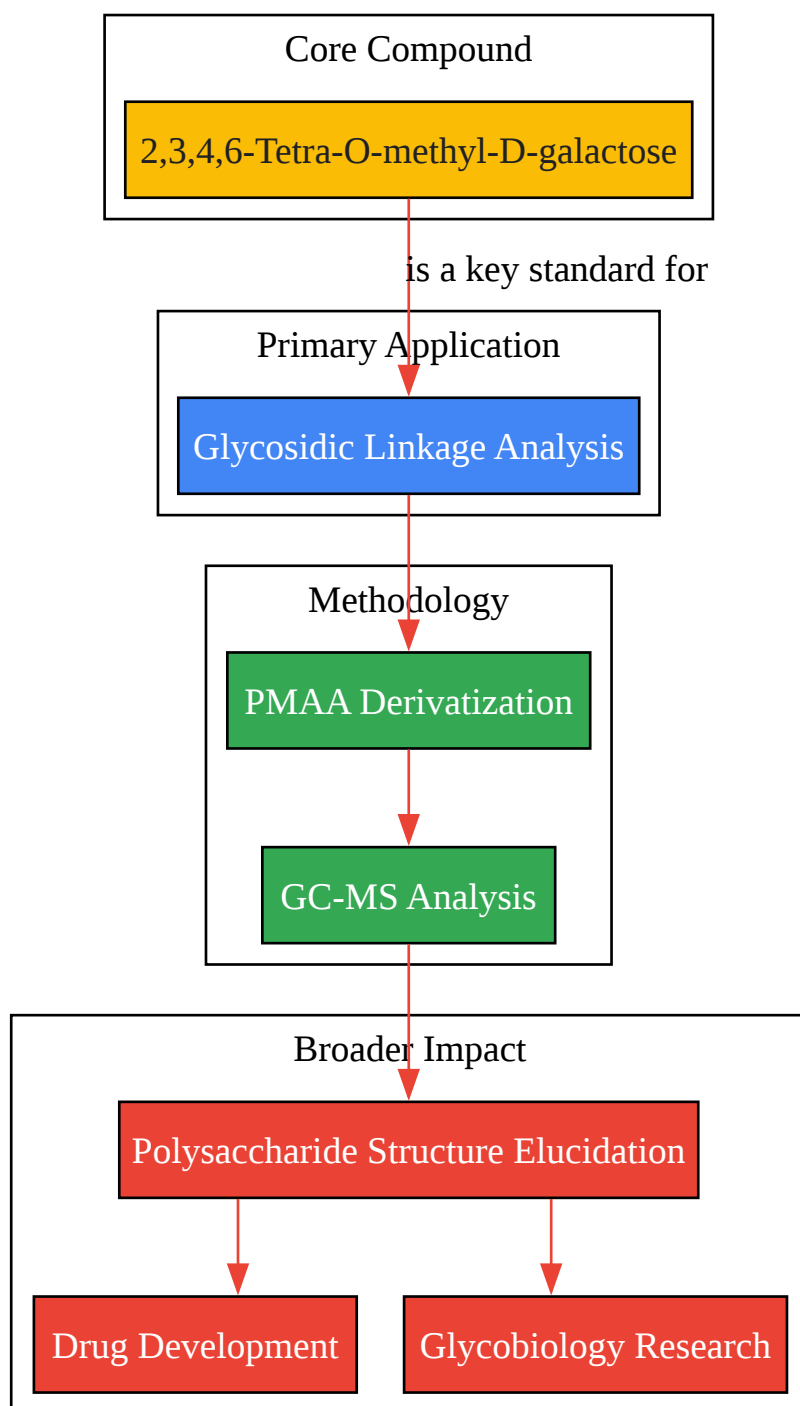 Core Compound
2,3,4,6-Tetra-O-methyl-D-galactose
is a key standard for
Primary Application
Glycosidic Linkage Analysis
Methodology
PMAA Derivatization
GC-MS Analysis
Broader Impact
Polysaccharide Structure Elucidation
Drug Development
Glycobiology Research